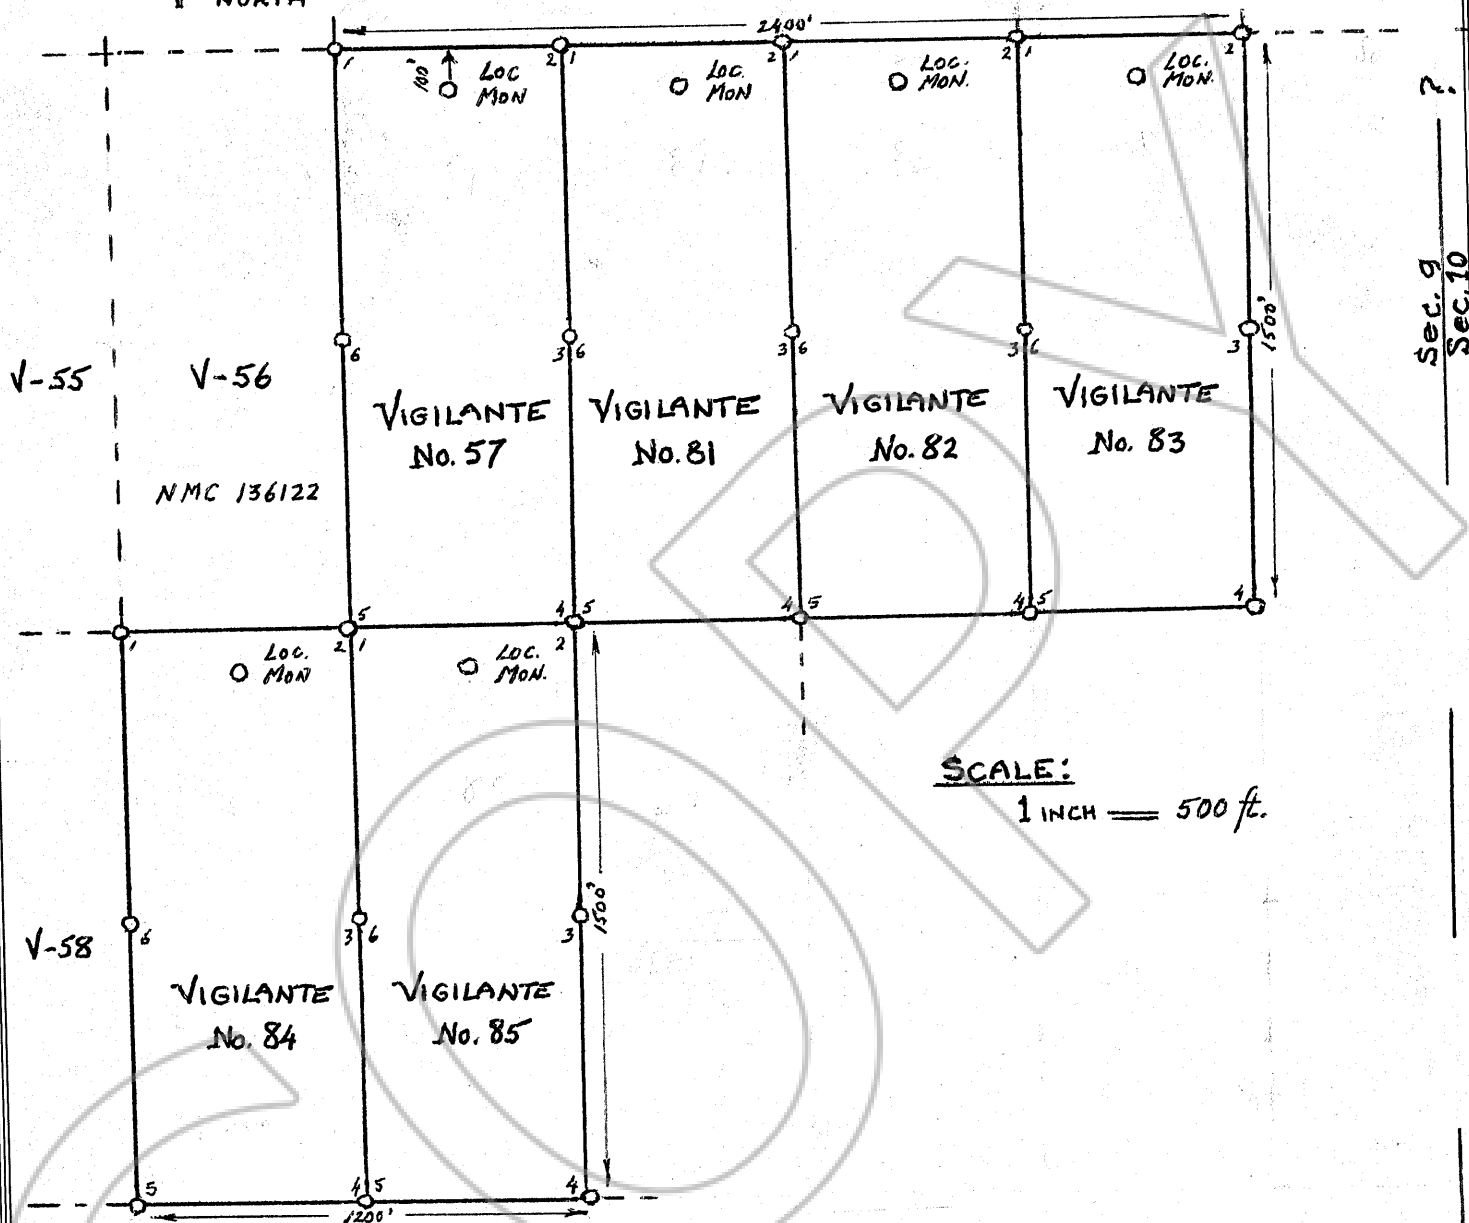 NORTH
2400'
1
1
2
1
2
1
2
1
2
100'
LOC
MON
LOC.
MON
LOC.
MON.
LOC.
MON.
?
Sec. 9
Sec. 10
6
3 6
3 6
3 6
3
1500'
V-55
V-56
VIGILANTE
No. 57
VIGILANTE
No. 81
VIGILANTE
No. 82
VIGILANTE
No. 83
NMC 136122
5
4 5
4 5
4 5
4
1
2 1
2
LOC.
MON
LOC.
MON.
SCALE:
1 INCH = 500 ft.
6
3 6
3
1500'
V-58
VIGILANTE
No. 84
VIGILANTE
No. 85
5
4 5
4
1200'
COPY